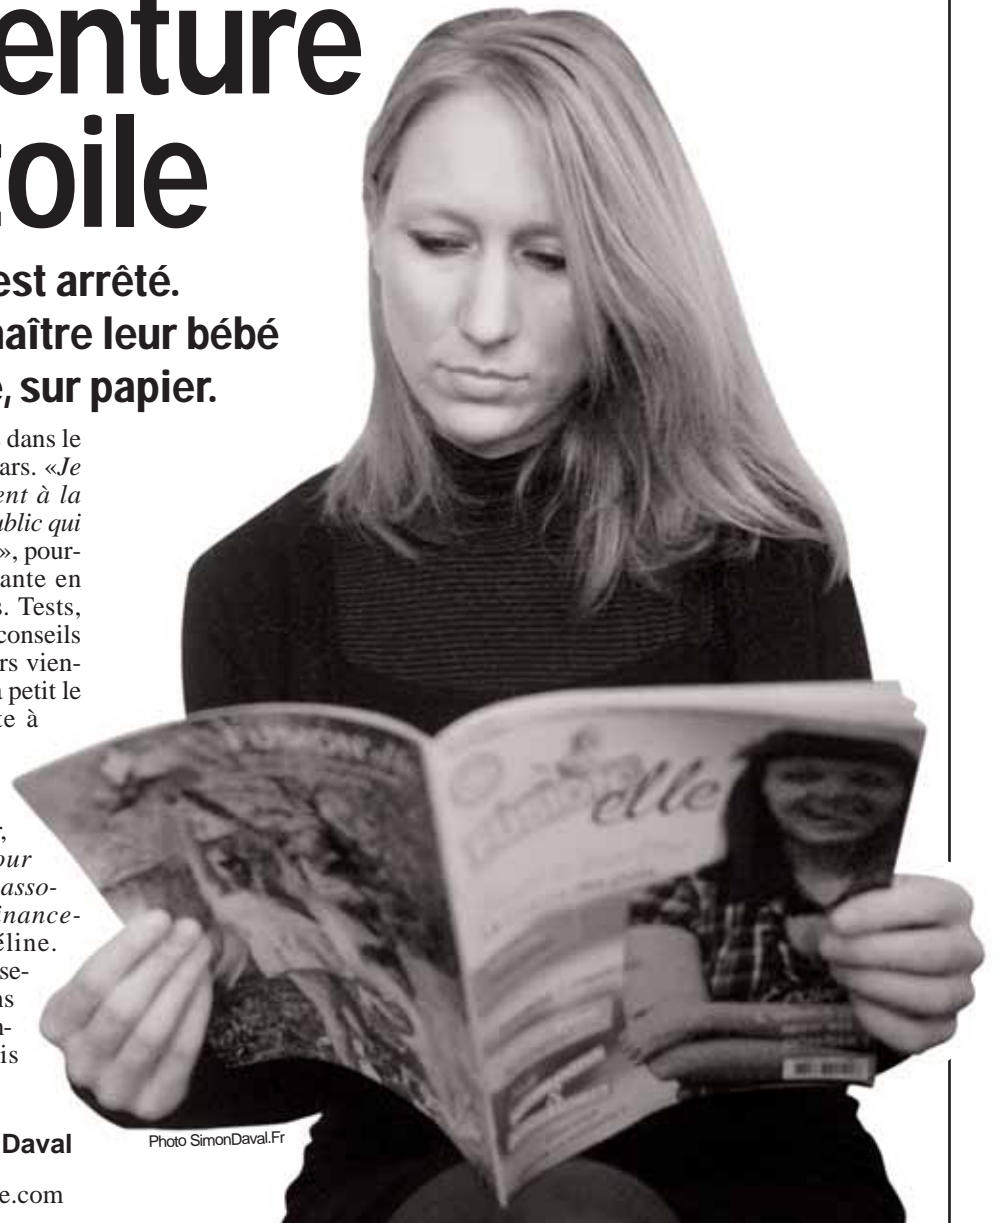 enture
toile
est arrêté.
naître leur bébé
e, sur papier.
dans le
ars. «Je
ent à la
ublic qui
», pour-
ante en
s. Tests,
conseils
rs vien-
petit le
te à
our
asso-
inance-
éline.
se-
ns
n-
is
Daval
Photo SimonDaval.Fr
e.com
elle